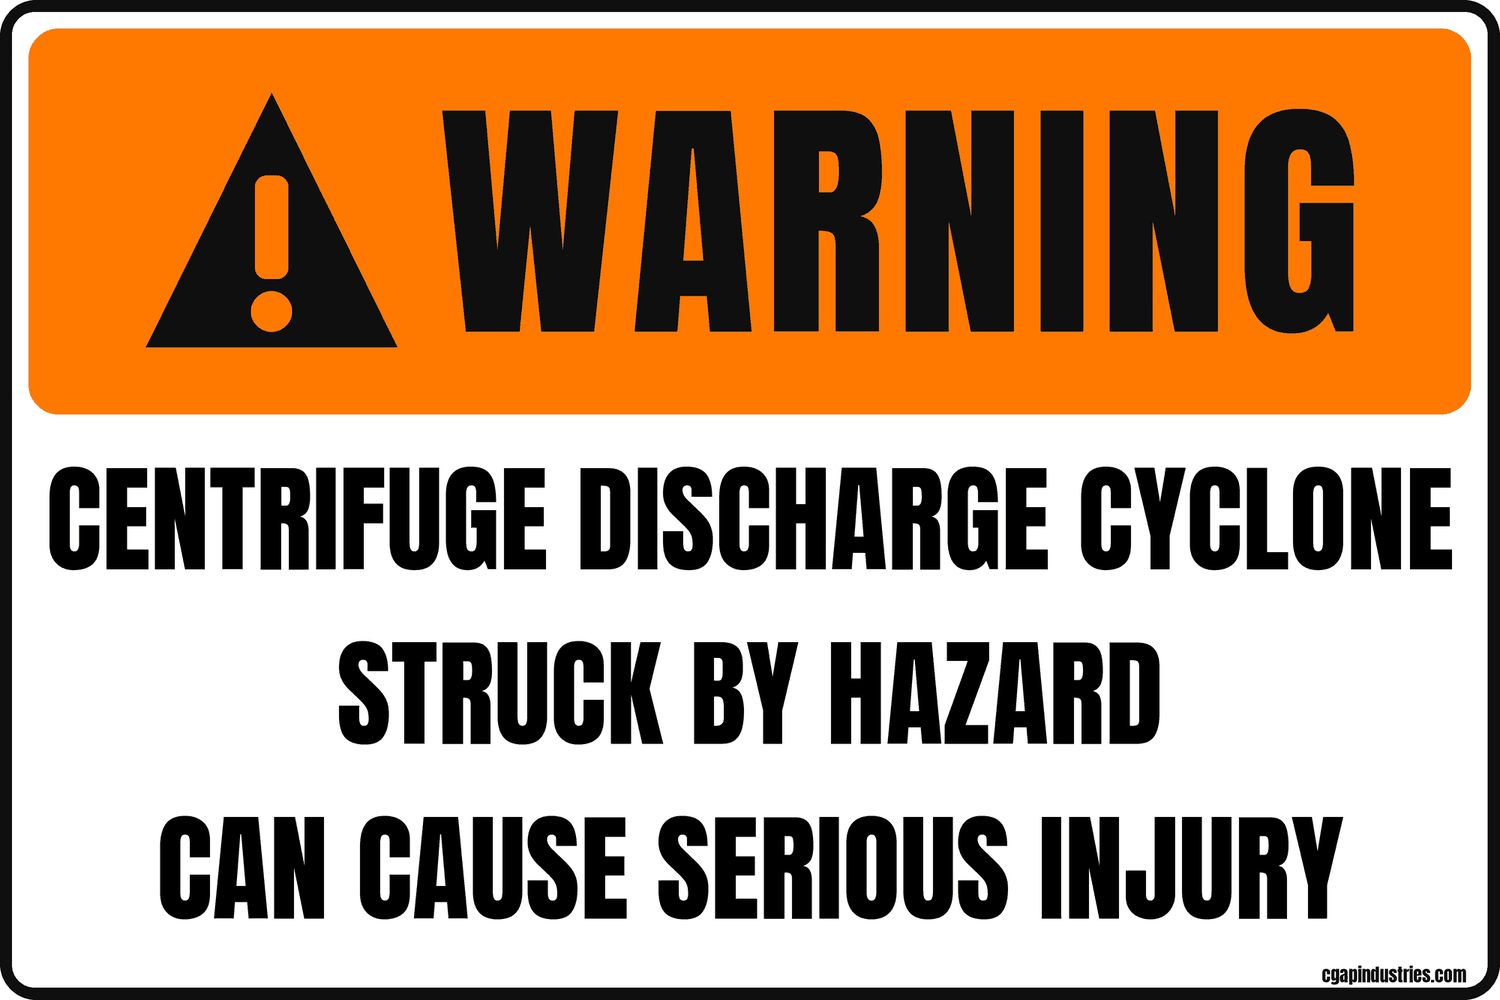 WARNING
CENTRIFUGE DISCHARGE CYCLONE
STRUCK BY HAZARD
CAN CAUSE SERIOUS INJURY
cgapindustries.com